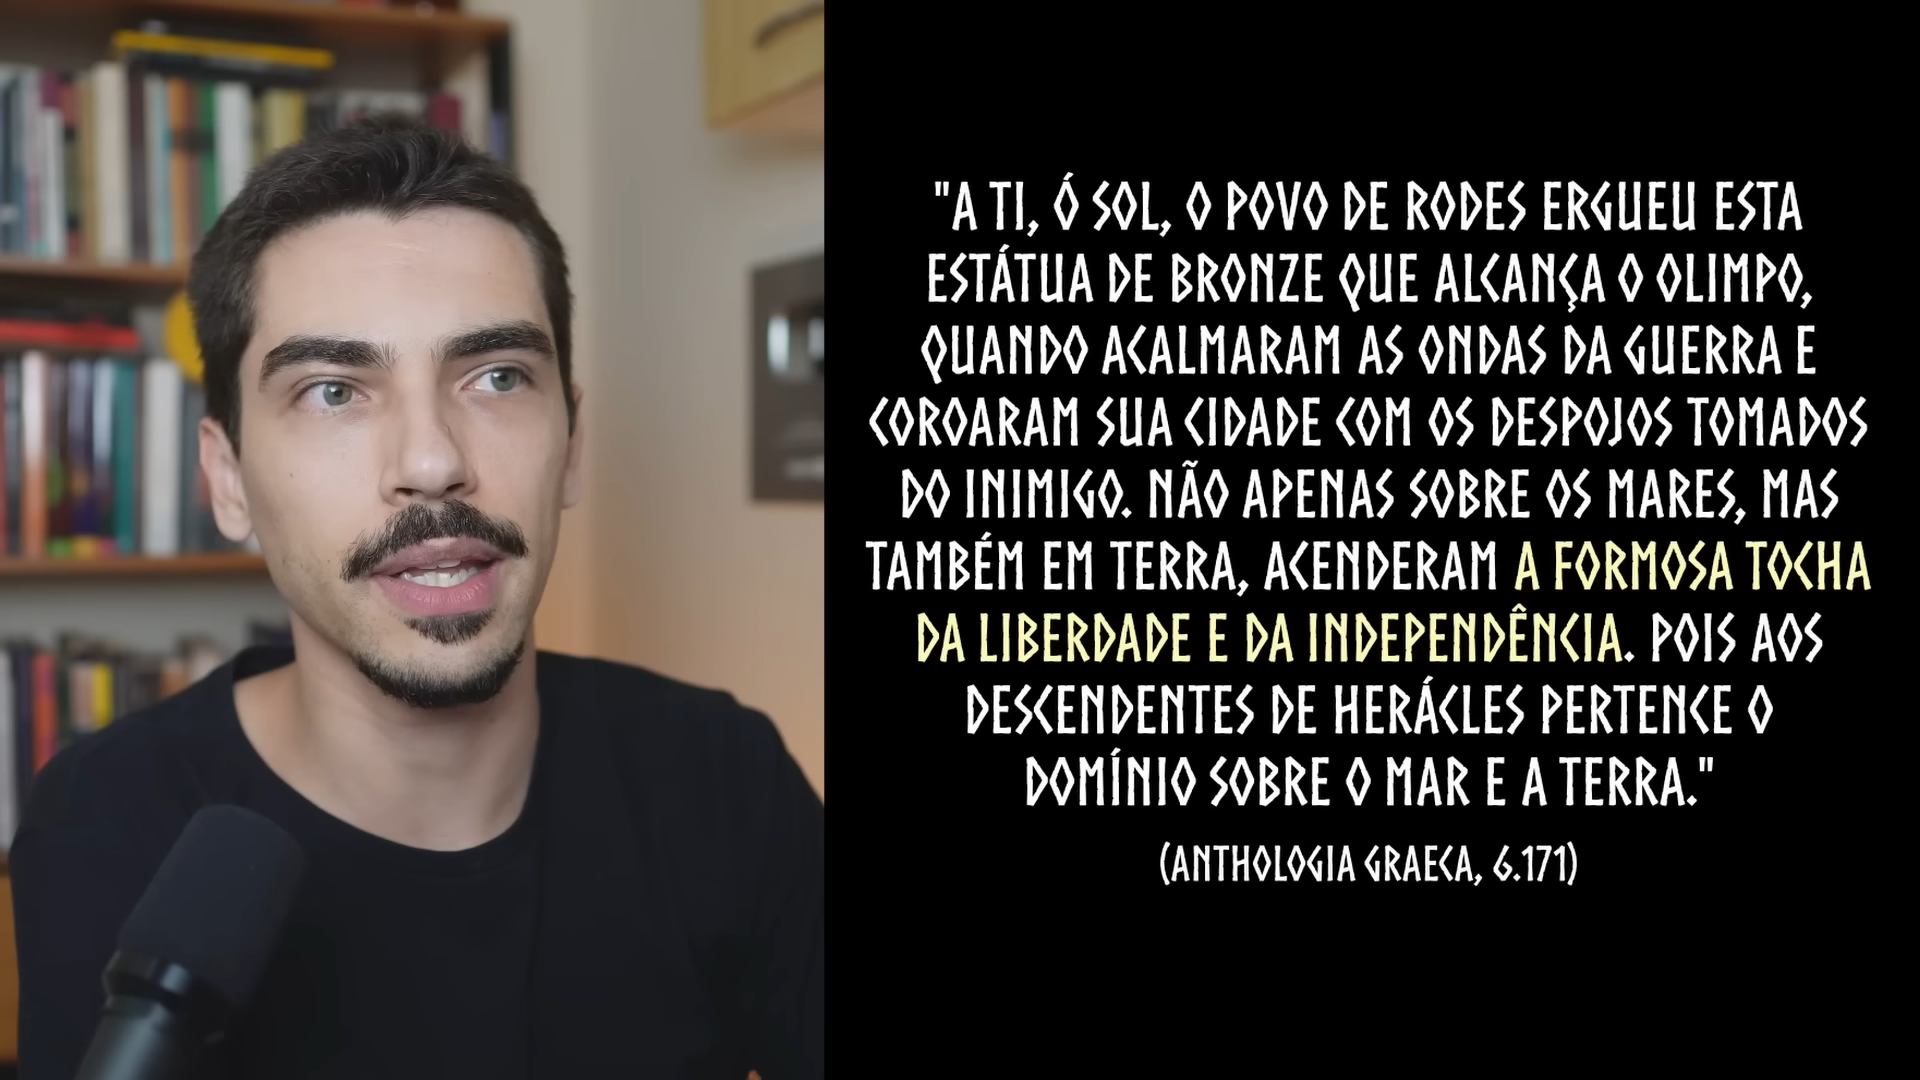 "A TI, Ó SOL, O POVO DE RODES ERGUEU ESTA
ESTÁTUA DE BRONZE QUE ALCANÇA O OLIMPO,
QUANDO ACALMARAM AS ONDAS DA GUERRA E
COROARAM SUA CIDADE COM OS DESPOJOS TOMADOS
DO INIMIGO. NÃO APENAS SOBRE OS MARES, MAS
TAMBÉM EM TERRA, ACENDERAM A FORMOSA TOCHA
DA LIBERDADE E DA INDEPENDÊNCIA. POIS AOS
DESCENDENTES DE HERÁCLES PERTENCE O
DOMÍNIO SOBRE O MAR E A TERRA."
(ANTHOLOGIA GRAECA, 6.171)